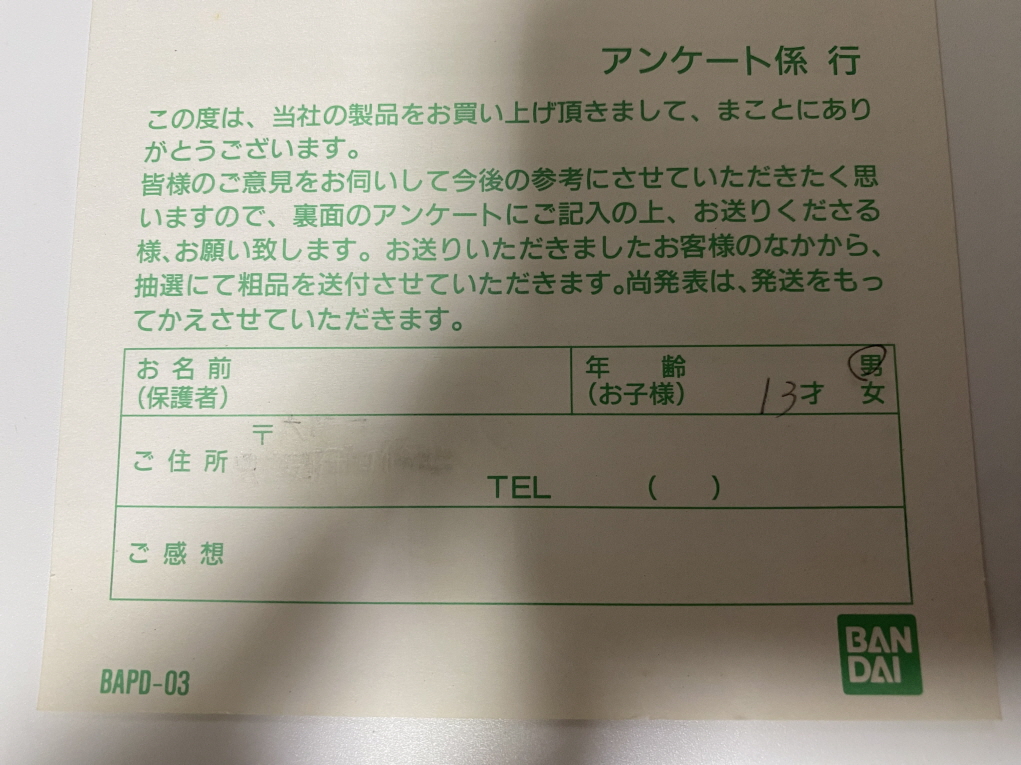 アンケート係 行
この度は、当社の製品をお買い上げ頂きまして、まことにあり
がとうございます。
皆様のご意見をお伺いして今後の参考にさせていただきたく思
いますので、裏面のアンケートにご記入の上、お送りくださる
様、お願い致します。お送りいただきましたお客様のなかから、
抽選にて粗品を送付させていただきます。尚発表は、発送をもっ
てかえさせていただきます。
お名前 年 齢 男
(保護者) (お子様) 13才 女
〒
ご住所
TEL ( )
ご感想
BAN
DAI
BAPD-03